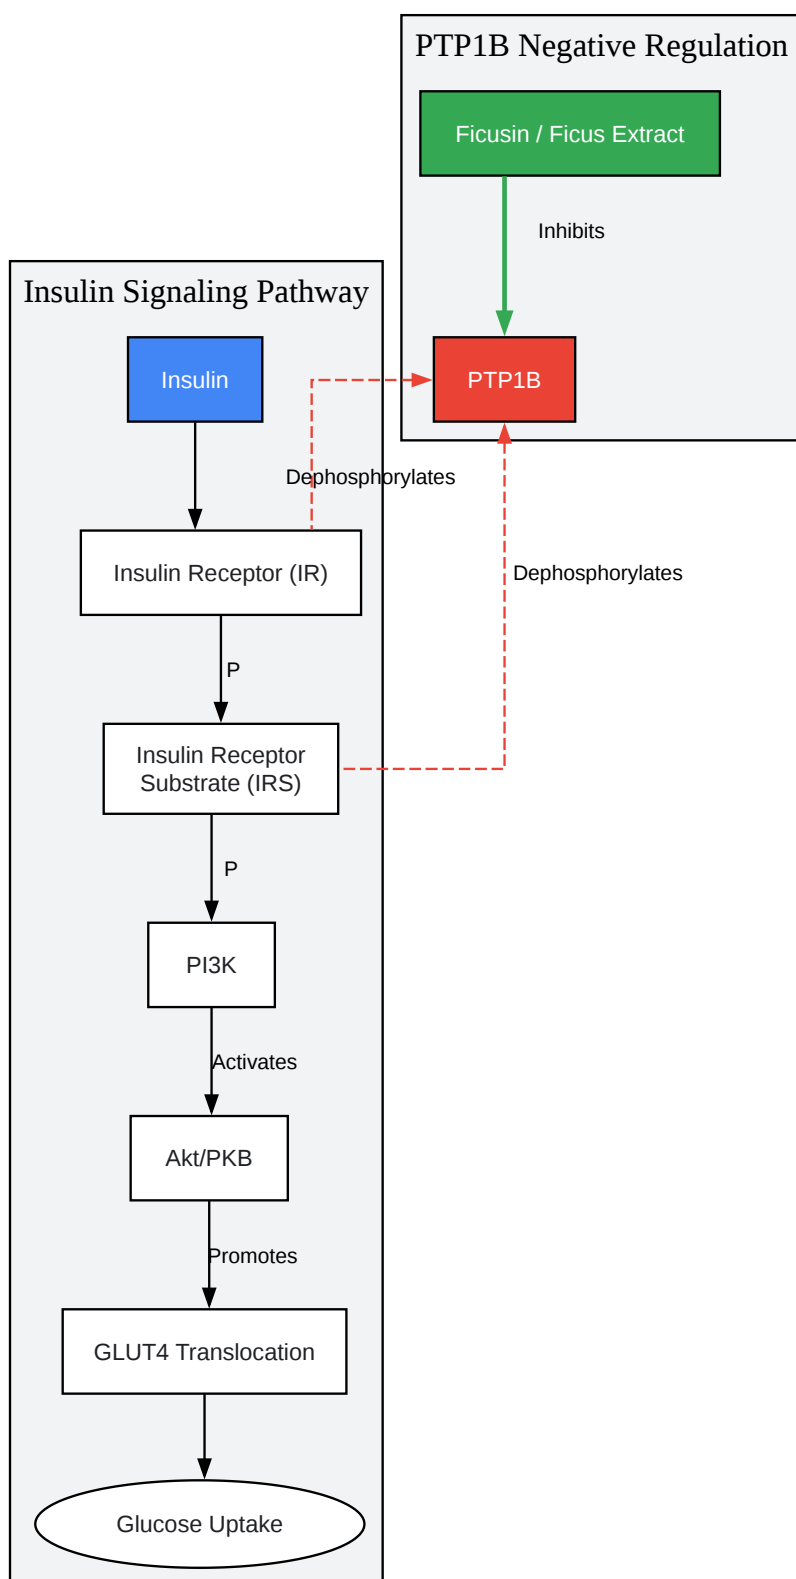 PTP1B Negative Regulation
Ficusin / Ficus Extract
Inhibits
PTP1B
Insulin Signaling Pathway
Insulin
Dephosphorylates
Insulin Receptor (IR)
Dephosphorylates
P
Insulin Receptor
Substrate (IRS)
P
PI3K
Activates
Akt/PKB
Promotes
GLUT4 Translocation
Glucose Uptake